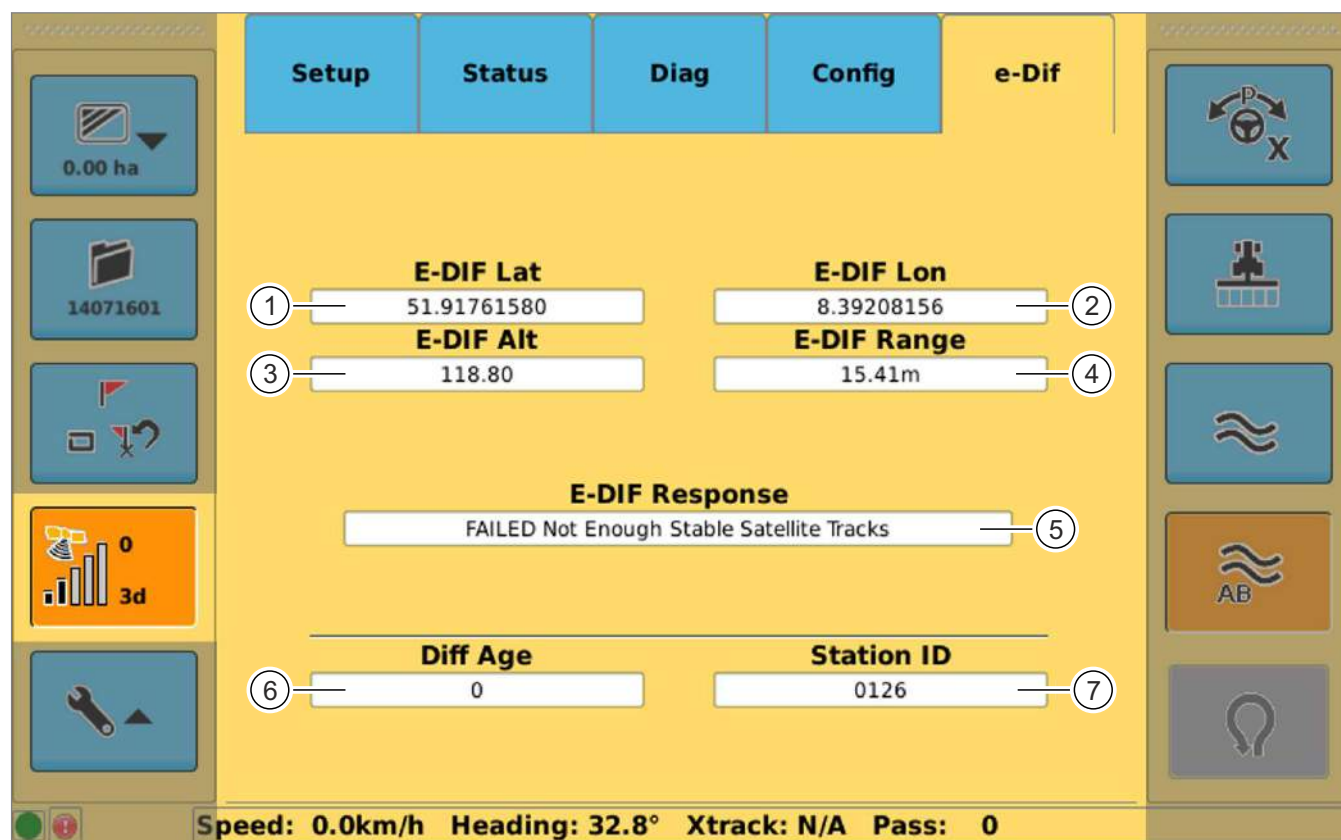 Setup Status Diag Config e-Dif
P
X
0.00 ha
14071601
E-DIF Lat E-DIF Lon
1 51.91761580 8.39208156 2
E-DIF Alt E-DIF Range
3 118.80 15.41m 4
X
E-DIF Response
FAILED Not Enough Stable Satellite Tracks 5
0
3d
AB
Diff Age Station ID
6 0 0126 7
Speed: 0.0km/h Heading: 32.8° Xtrack: N/A Pass: 0